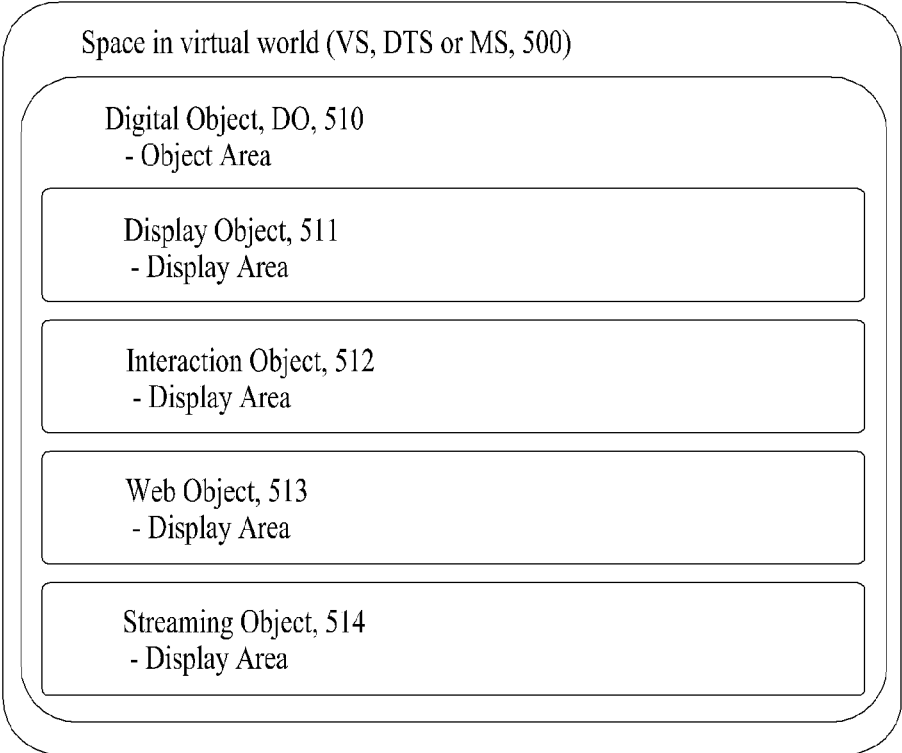 Space in virtual world (VS, DTS or MS, 500)
Digital Object, DO, 510
- Object Area
Display Object, 511
- Display Area
Interaction Object, 512
- Display Area
Web Object, 513
- Display Area
Streaming Object, 514
- Display Area